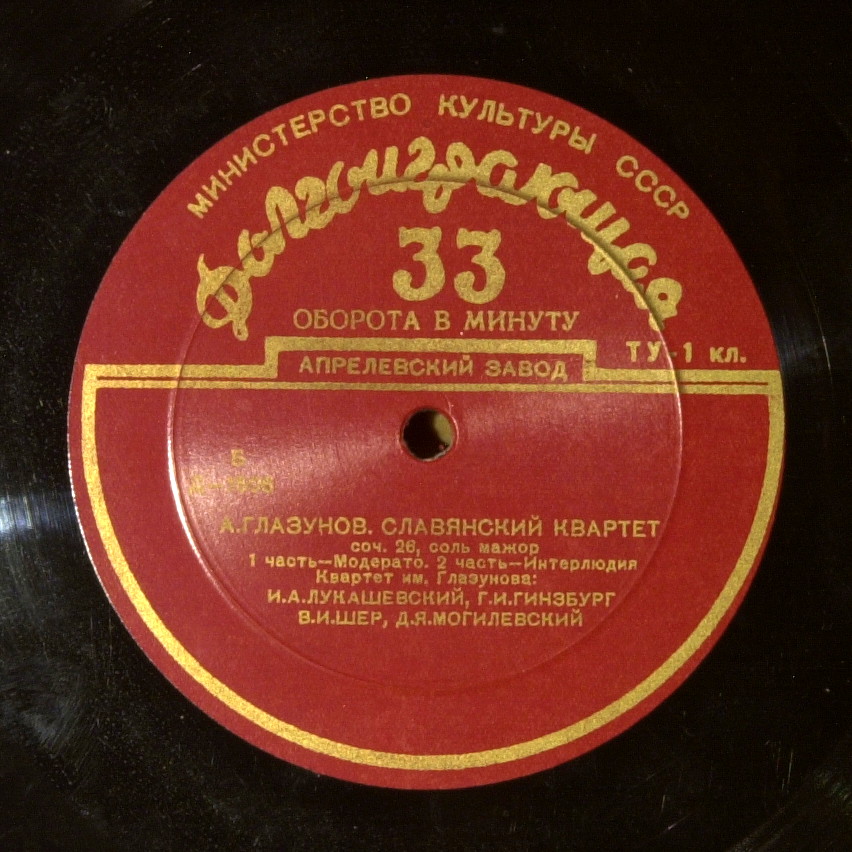 МИНИСТЕРСТВО КУЛЬТУРЫ СССР
Долгоиграющая
33
ОБОРОТА В МИНУТУ
ТУ-1 кл.
АПРЕЛЕВСКИЙ ЗАВОД
Б
А.ГЛАЗУНОВ. СЛАВЯНСКИЙ КВАРТЕТ
соч. 26, соль мажор
1 часть—Модерато. 2 часть—Интерлюдия
Квартет им. Глазунова:
И.А.ЛУКАШЕВСКИЙ, Г.И.ГИНЗБУРГ
В.И.ШЕР, Д.Я.МОГИЛЕВСКИЙ